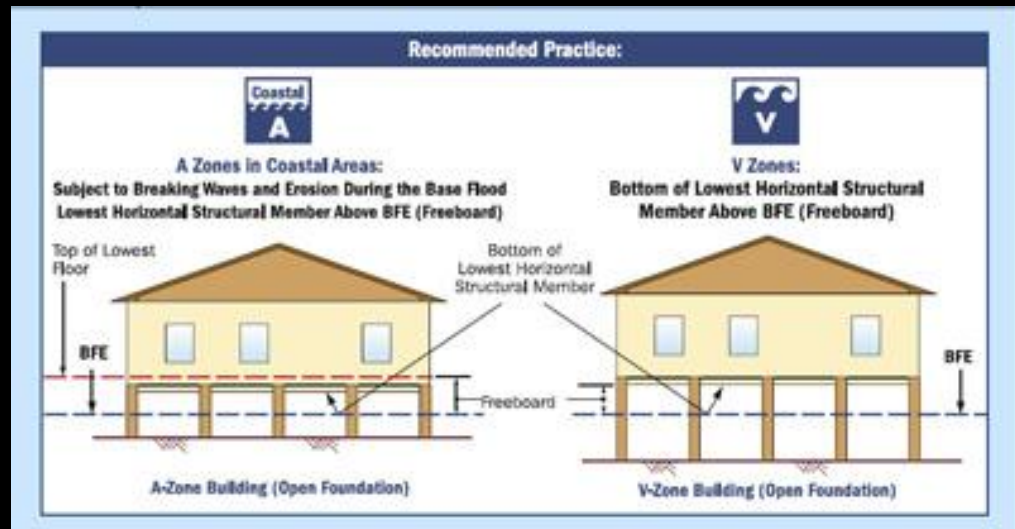 Recommended Practice:
Coastal
A
A Zones in Coastal Areas:
Subject to Breaking Waves and Erosion During the Base Flood
Lowest Horizontal Structural Member Above BFE (Freeboard)
V
V Zones:
Bottom of Lowest Horizontal Structural
Member Above BFE (Freeboard)
Top of Lowest
Floor
Bottom of
Lowest Horizontal
Structural Member
BFE
BFE
Freeboard
A-Zone Building (Open Foundation)
V-Zone Building (Open Foundation)